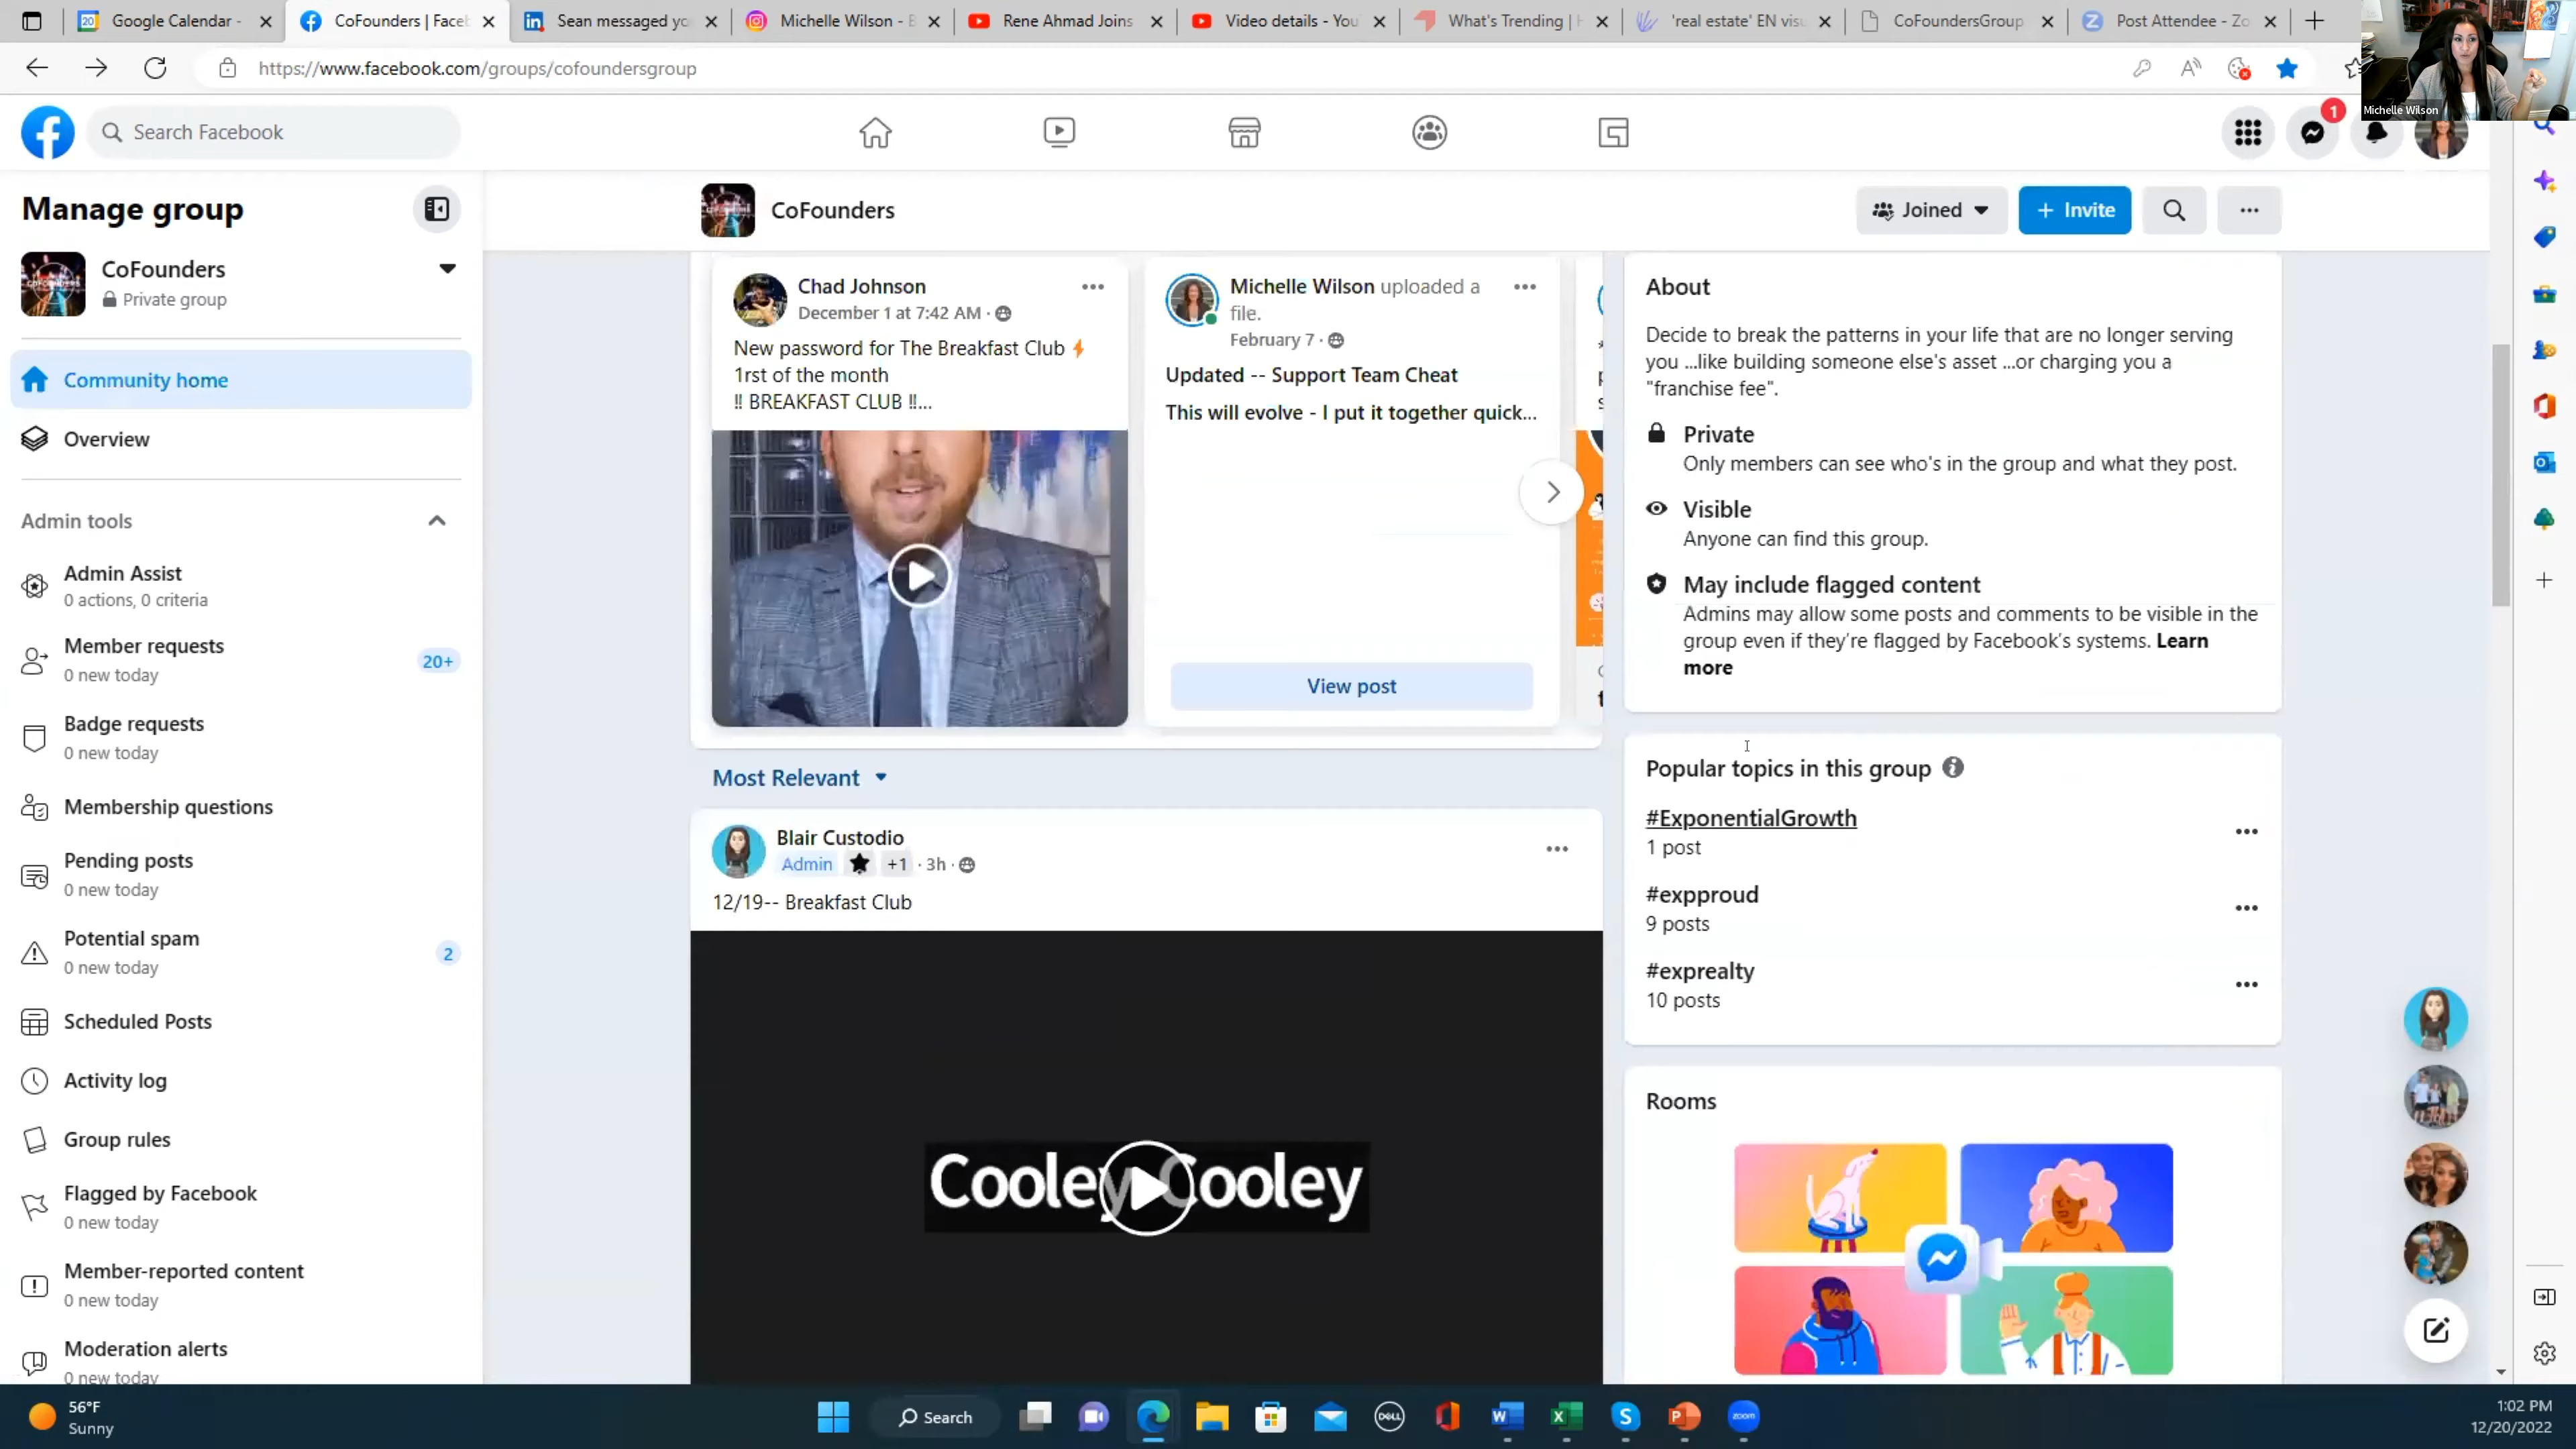 Google Calendar -
CoFounders | Faceb
Sean messaged yo
Michelle Wilson - B
Rene Ahmad Joins
Video details - You
What's Trending | H
'real estate' EN visu
CoFoundersGroup
Post Attendee - Zo
https://www.facebook.com/groups/cofoundersgroup
Michelle Wilson
Search Facebook
1
Manage group
CoFounders
Private group
Community home
Overview
Admin tools
Admin Assist
0 actions, 0 criteria
Member requests
0 new today
20+
Badge requests
0 new today
Membership questions
Pending posts
0 new today
Potential spam
0 new today
2
Scheduled Posts
Activity log
Group rules
Flagged by Facebook
0 new today
Member-reported content
0 new today
Moderation alerts
0 new today
CoFounders
Joined
+ Invite
Chad Johnson
December 1 at 7:42 AM ·
New password for The Breakfast Club ⚡
1rst of the month
‼ BREAKFAST CLUB ‼...
Michelle Wilson uploaded a
file.
February 7 ·
Updated -- Support Team Cheat
This will evolve - I put it together quick...
View post
Most Relevant
Blair Custodio
Admin +1 · 3h ·
12/19-- Breakfast Club
Cooley Cooley
About
Decide to break the patterns in your life that are no longer serving
you ...like building someone else's asset ...or charging you a
"franchise fee".
Private
Only members can see who's in the group and what they post.
Visible
Anyone can find this group.
May include flagged content
Admins may allow some posts and comments to be visible in the
group even if they're flagged by Facebook's systems. Learn
more
Popular topics in this group
#ExponentialGrowth
1 post
#expproud
9 posts
#exprealty
10 posts
Rooms
56°F
Sunny
Search
DELL
zoom
1:02 PM
12/20/2022